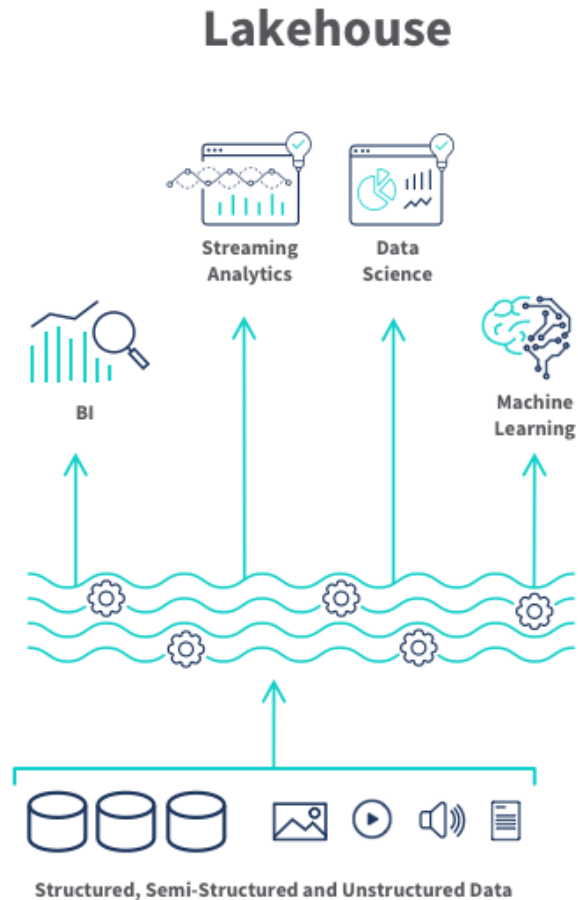 Lakehouse
Streaming
Analytics
Data
Science
BI
Machine
Learning
Structured, Semi-Structured and Unstructured Data